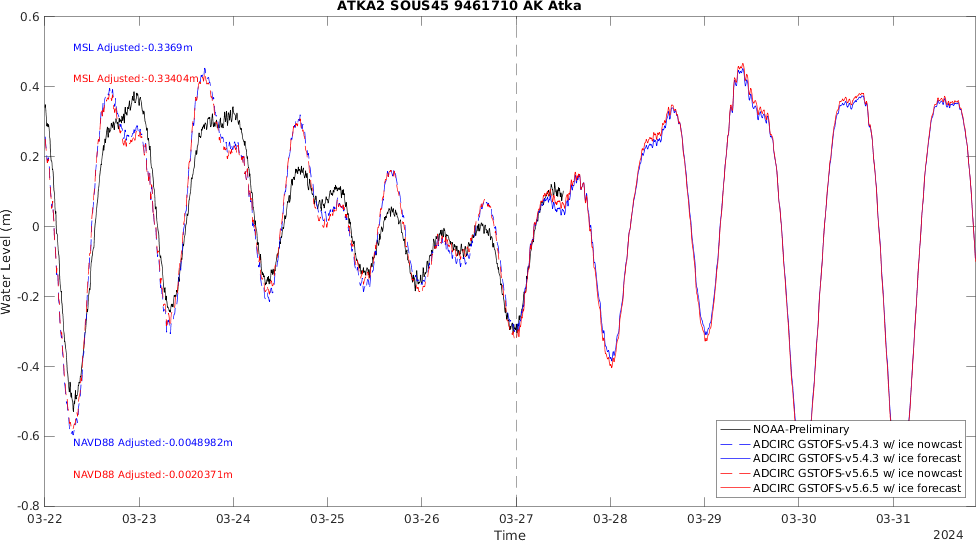 ATKA2 SOUS45 9461710 AK Atka
0.6
0.4
0.2
0
-0.2
-0.4
-0.6
-0.8
Water Level (m)
MSL Adjusted:-0.3369m
MSL Adjusted:-0.33404m
NAVD88 Adjusted:-0.0048982m
NAVD88 Adjusted:-0.0020371m
NOAA-Preliminary
ADCIRC GSTOFS-v5.4.3 w/ ice nowcast
ADCIRC GSTOFS-v5.4.3 w/ ice forecast
ADCIRC GSTOFS-v5.6.5 w/ ice nowcast
ADCIRC GSTOFS-v5.6.5 w/ ice forecast
03-22 03-23 03-24 03-25 03-26 03-27 03-28 03-29 03-30 03-31
Time
2024